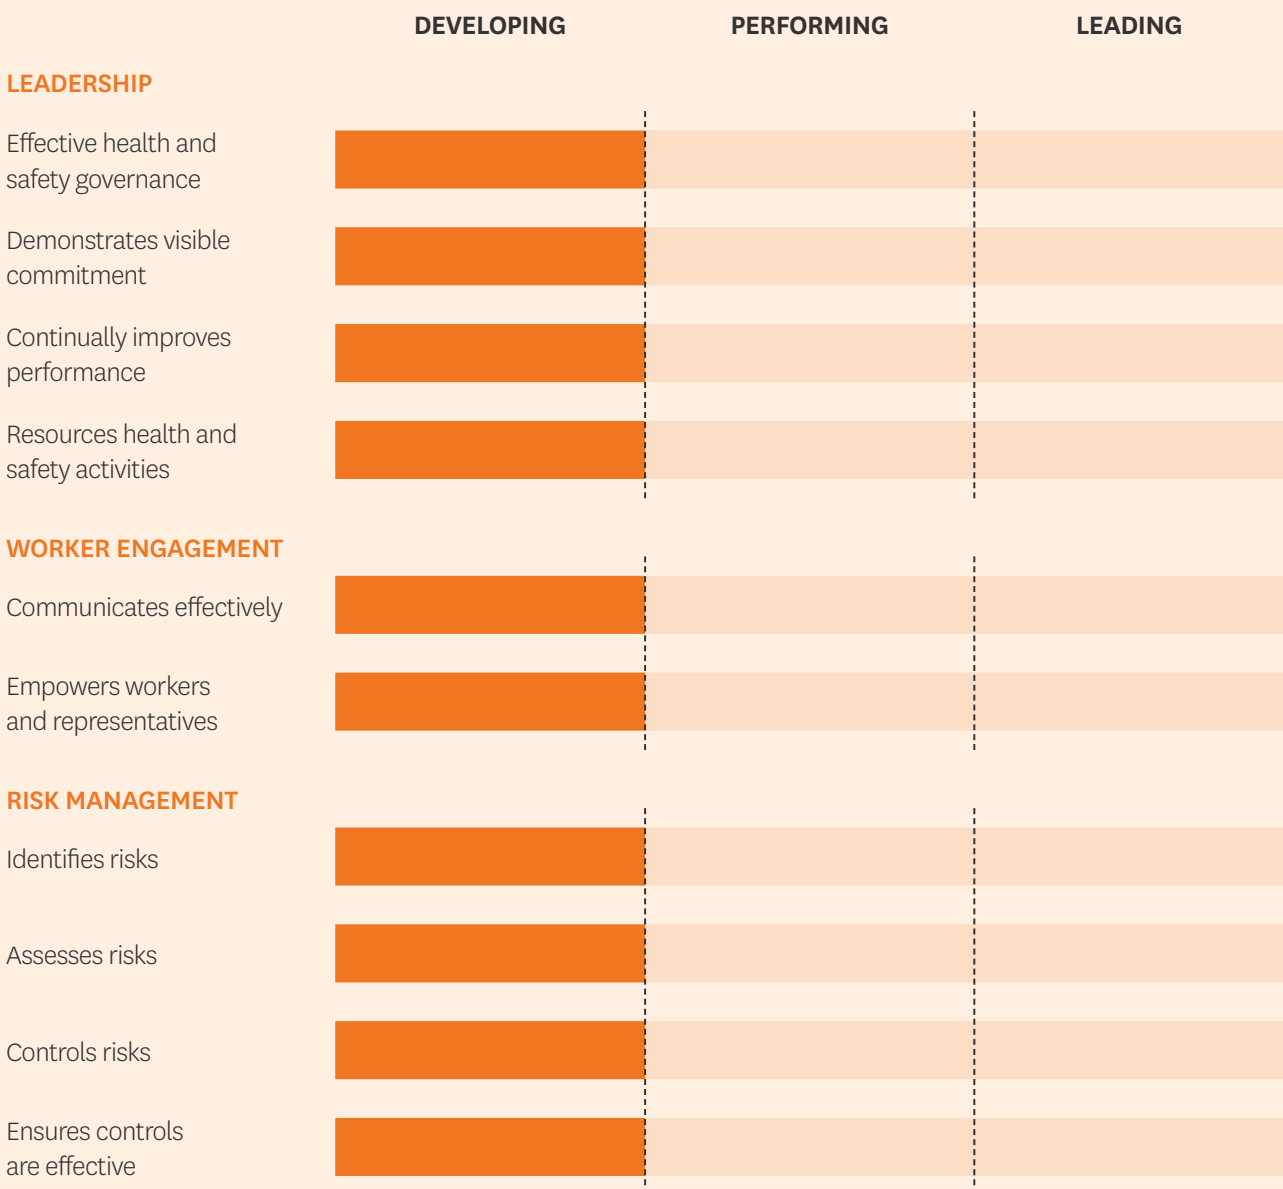 DEVELOPING PERFORMING LEADING
LEADERSHIP
Effective health and
safety governance
Demonstrates visible
commitment
Continually improves
performance
Resources health and
safety activities
WORKER ENGAGEMENT
Communicates effectively
Empowers workers
and representatives
RISK MANAGEMENT
Identifies risks
Assesses risks
Controls risks
Ensures controls
are effective